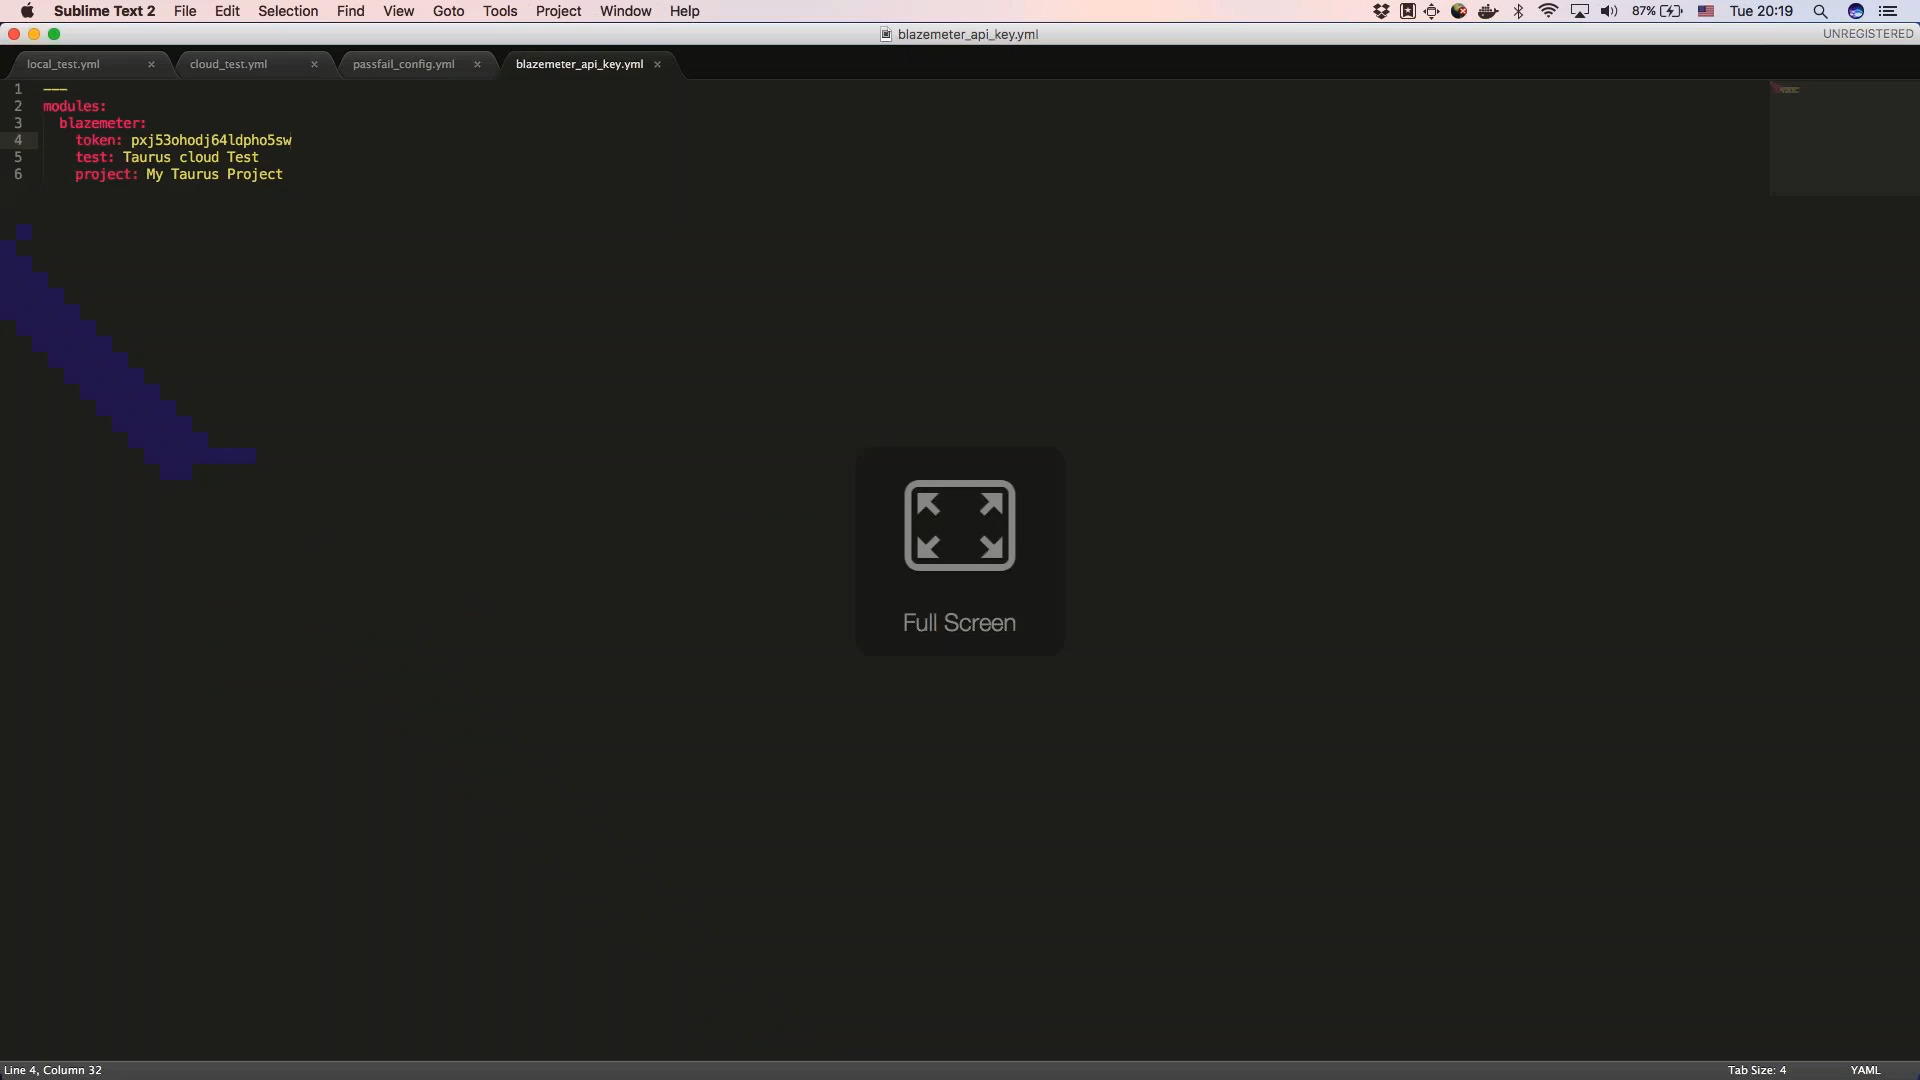 Sublime Text 2 File Edit Selection Find View Goto Tools Project Window Help 87% Tue 20:19
blazemeter_api_key.yml UNREGISTERED
local_test.yml × cloud_test.yml × passfail_config.yml × blazemeter_api_key.yml ×
1 ---
2 modules:
3 blazemeter:
4 token: pxj53ohodj64ldpho5sw
5 test: Taurus cloud Test
6 project: My Taurus Project
Full Screen
Line 4, Column 32 Tab Size: 4 YAML